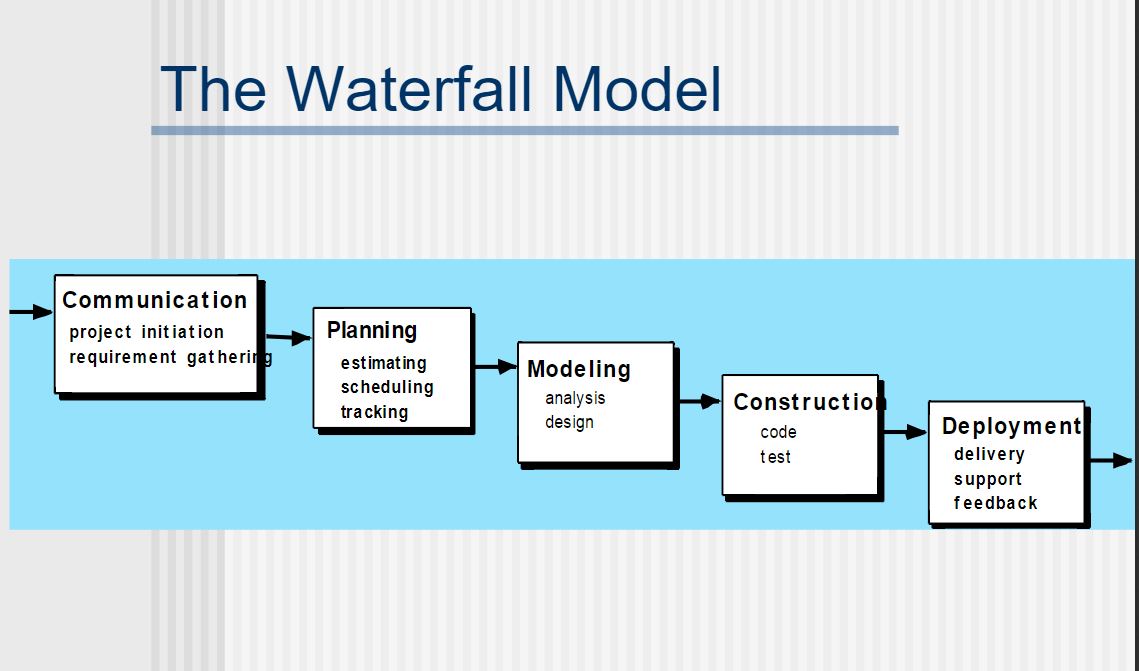 The Waterfall Model
Communication
project initiation
requirement gathering
Planning
estimating
scheduling
tracking
Modeling
analysis
design
Construction
code
test
Deployment
delivery
support
feedback